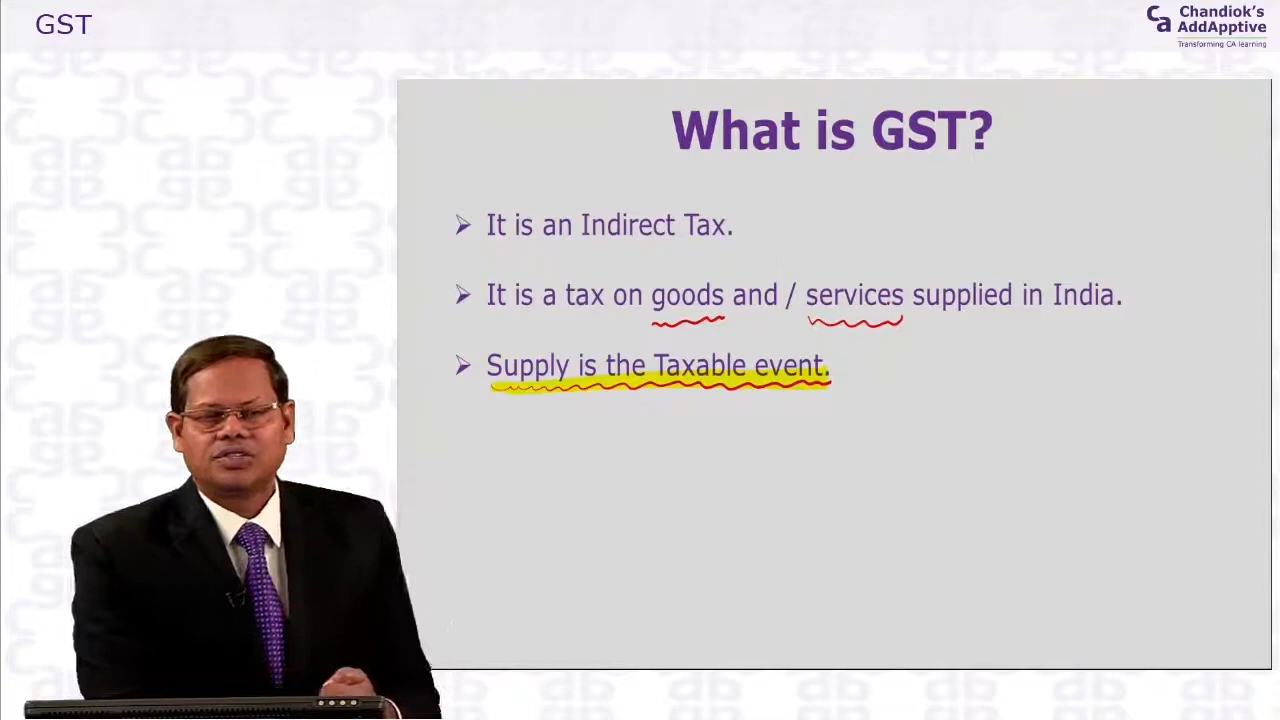 GST
Chandiok's
AddApptive
Transforming CA learning
What is GST?
It is an Indirect Tax.
It is a tax on goods and / services supplied in India.
Supply is the Taxable event.